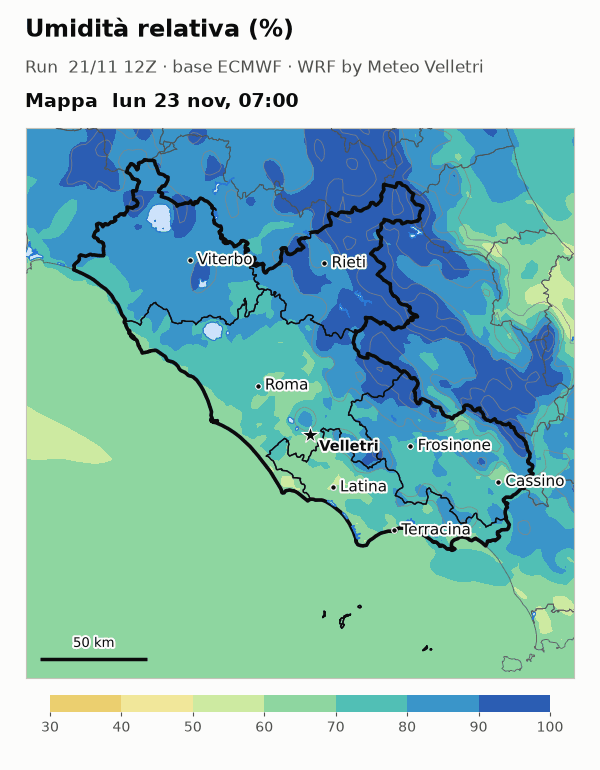 Umidità relativa (%)
Run  21/11 12Z · base ECMWF · WRF by Meteo Velletri
Mappa  lun 23 nov, 07:00
Viterbo
Rieti
Roma
Velletri
Frosinone
Cassino
Latina
Terracina
50 km
30 40 50 60 70 80 90 100